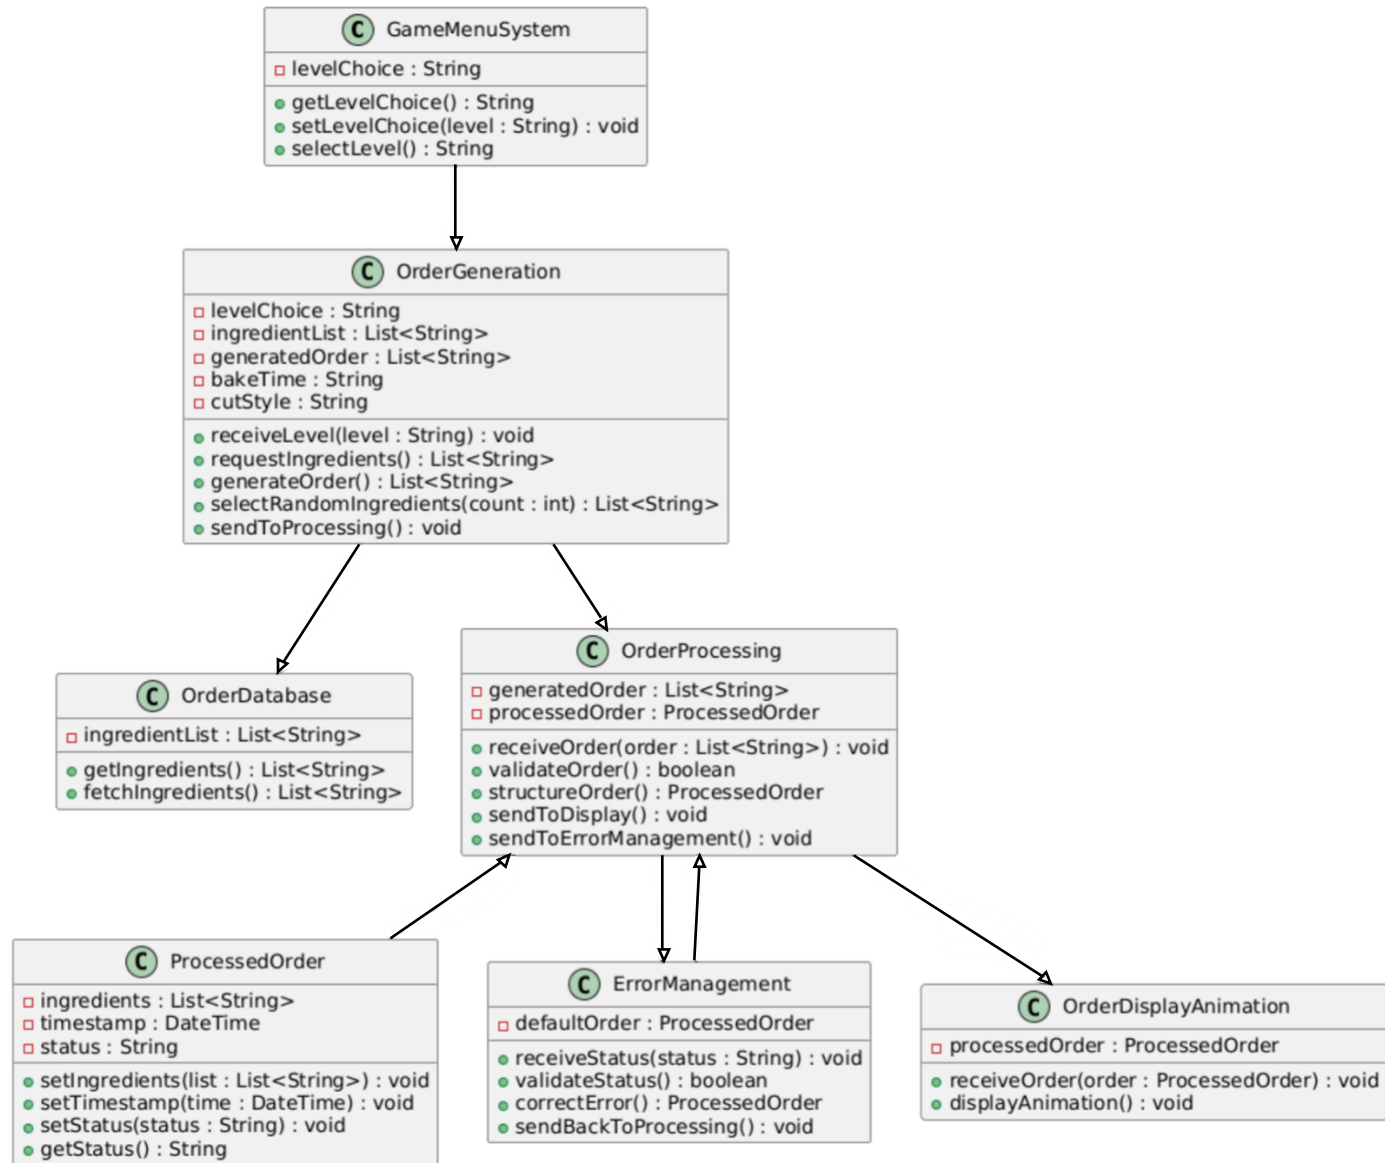 C GameMenuSystem
levelChoice : String
getLevelChoice() : String
setLevelChoice(level : String) : void
selectLevel() : String
C OrderGeneration
levelChoice : String
ingredientList : List<String>
generatedOrder : List<String>
bakeTime : String
cutStyle : String
receiveLevel(level : String) : void
requestIngredients() : List<String>
generateOrder() : List<String>
selectRandomIngredients(count : int) : List<String>
sendToProcessing() : void
C OrderDatabase
ingredientList : List<String>
getIngredients() : List<String>
fetchIngredients() : List<String>
C OrderProcessing
generatedOrder : List<String>
processedOrder : ProcessedOrder
receiveOrder(order : List<String>) : void
validateOrder() : boolean
structureOrder() : ProcessedOrder
sendToDisplay() : void
sendToErrorManagement() : void
C ProcessedOrder
ingredients : List<String>
timestamp : DateTime
status : String
setIngredients(list : List<String>) : void
setTimestamp(time : DateTime) : void
setStatus(status : String) : void
getStatus() : String
C ErrorManagement
defaultOrder : ProcessedOrder
receiveStatus(status : String) : void
validateStatus() : boolean
correctError() : ProcessedOrder
sendBackToProcessing() : void
C OrderDisplayAnimation
processedOrder : ProcessedOrder
receiveOrder(order : ProcessedOrder) : void
displayAnimation() : void